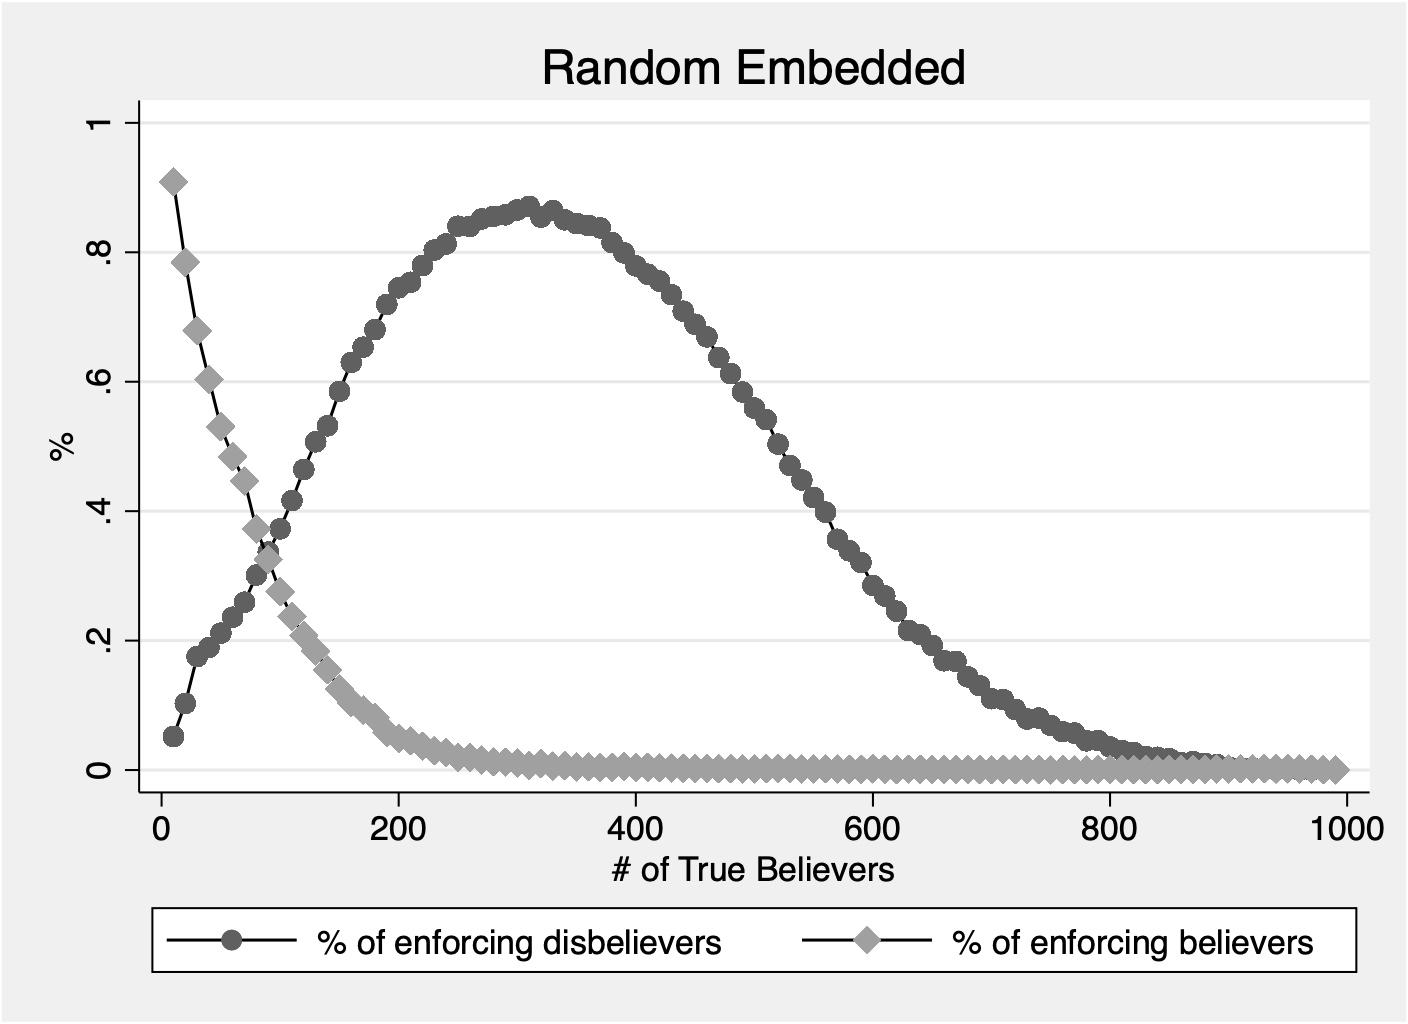 Random Embedded
1
.8
.6
.4
.2
0
%
0 200 400 600 800 1000
# of True Believers
% of enforcing disbelievers % of enforcing believers